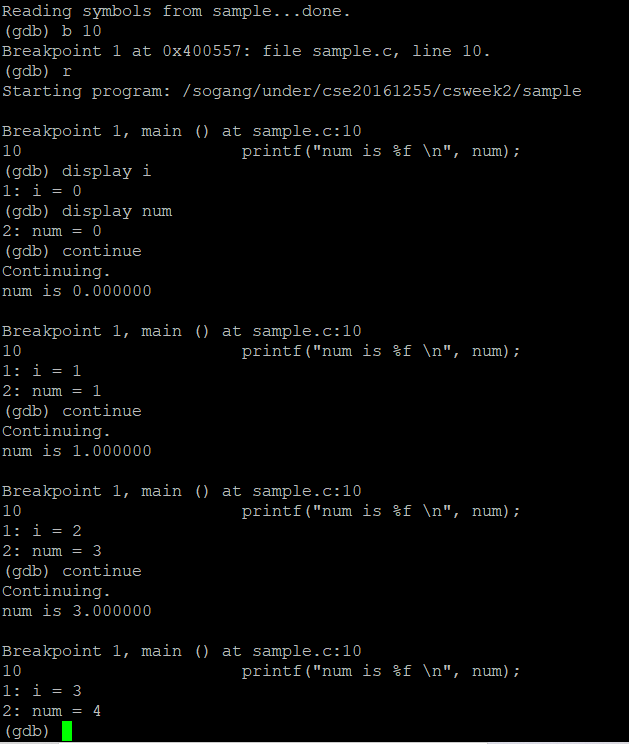 Reading symbols from sample...done.
(gdb) b 10
Breakpoint 1 at 0x400557: file sample.c, line 10.
(gdb) r
Starting program: /sogang/under/cse20161255/csweek2/sample

Breakpoint 1, main () at sample.c:10
10                      printf("num is %f \n", num);
(gdb) display i
1: i = 0
(gdb) display num
2: num = 0
(gdb) continue
Continuing.
num is 0.000000

Breakpoint 1, main () at sample.c:10
10                      printf("num is %f \n", num);
1: i = 1
2: num = 1
(gdb) continue
Continuing.
num is 1.000000

Breakpoint 1, main () at sample.c:10
10                      printf("num is %f \n", num);
1: i = 2
2: num = 3
(gdb) continue
Continuing.
num is 3.000000

Breakpoint 1, main () at sample.c:10
10                      printf("num is %f \n", num);
1: i = 3
2: num = 4
(gdb)